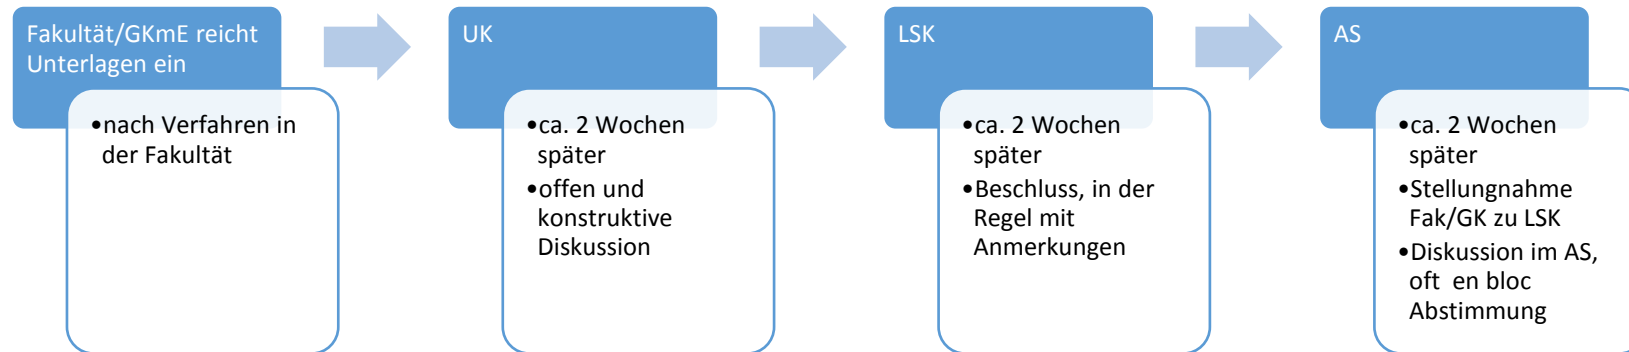 Fakultät/GKmE reicht
Unterlagen ein
•nach Verfahren in
der Fakultät
UK
•ca. 2 Wochen
später
•offen und
konstruktive
Diskussion
LSK
•ca. 2 Wochen
später
•Beschluss, in der
Regel mit
Anmerkungen
AS
•ca. 2 Wochen
später
•Stellungnahme
Fak/GK zu LSK
•Diskussion im AS,
oft en bloc
Abstimmung